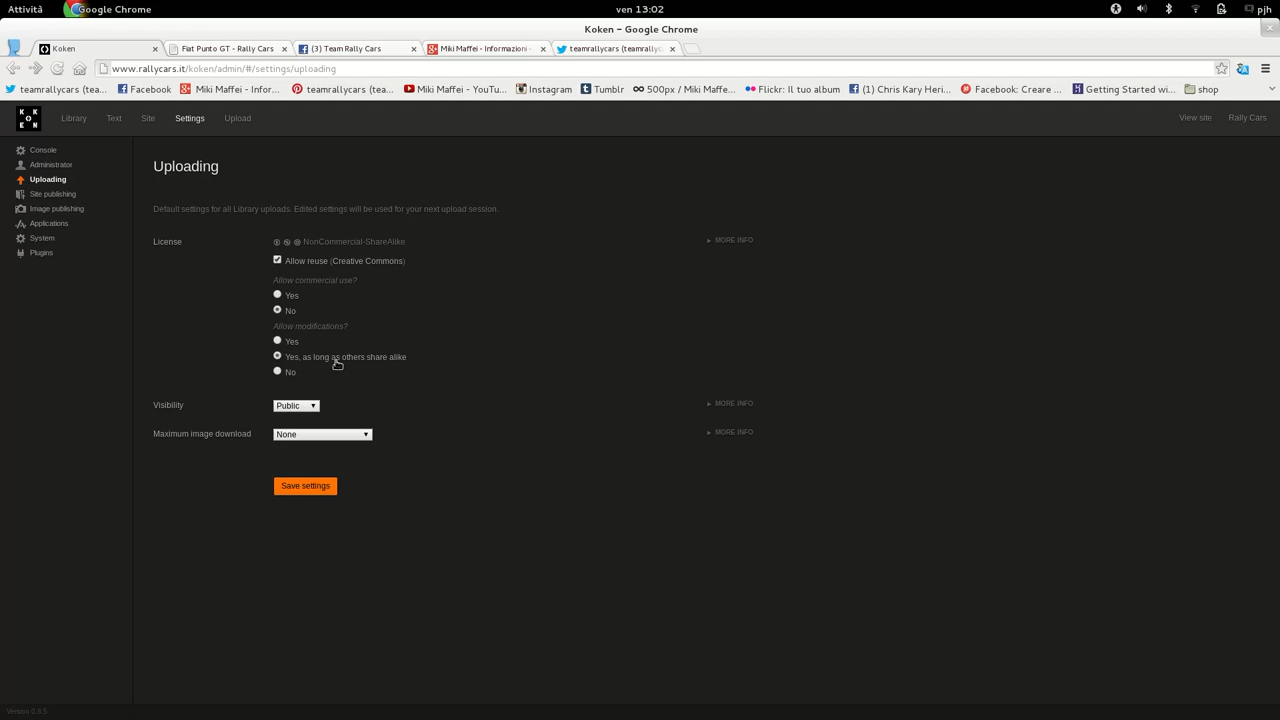 Attività
Google Chrome
ven 13:02
pjh
Koken – Google Chrome
Koken
Fiat Punto GT - Rally Cars
(3) Team Rally Cars
Miki Maffei - Informazioni -
teamrallycars (teamrallyc
www.rallycars.it/koken/admin/#/settings/uploading
teamrallycars (tea...
Facebook
Miki Maffei - Infor...
teamrallycars (tea...
Miki Maffei - YouTu...
Instagram
Tumblr
500px / Miki Maffe...
Flickr: Il tuo album
(1) Chris Kary Heri...
Facebook: Creare ...
Getting Started wi...
shop
KOKEN
Library
Text
Site
Settings
Upload
View site
Rally Cars
Console
Administrator
Uploading
Site publishing
Image publishing
Applications
System
Plugins
Uploading
Default settings for all Library uploads. Edited settings will be used for your next upload session.
License
NonCommercial-ShareAlike
MORE INFO
Allow reuse (Creative Commons)
Allow commercial use?
Yes
No
Allow modifications?
Yes
Yes, as long as others share alike
No
Visibility
Public
MORE INFO
Maximum image download
None
MORE INFO
Save settings